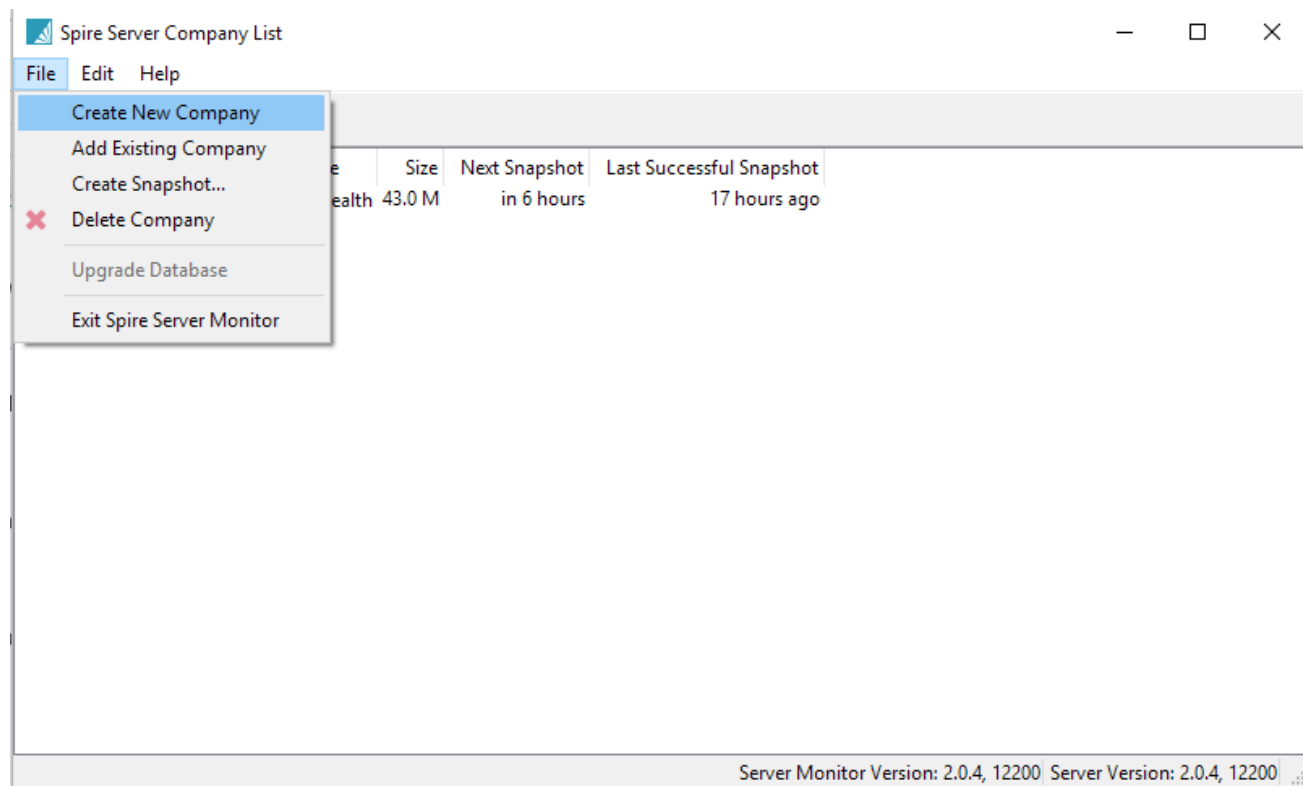 Spire Server Company List
File Edit Help
Create New Company
Add Existing Company
Create Snapshot...
Delete Company
Upgrade Database
Exit Spire Server Monitor
Size Next Snapshot Last Successful Snapshot
ealth 43.0 M in 6 hours 17 hours ago
Server Monitor Version: 2.0.4, 12200 Server Version: 2.0.4, 12200